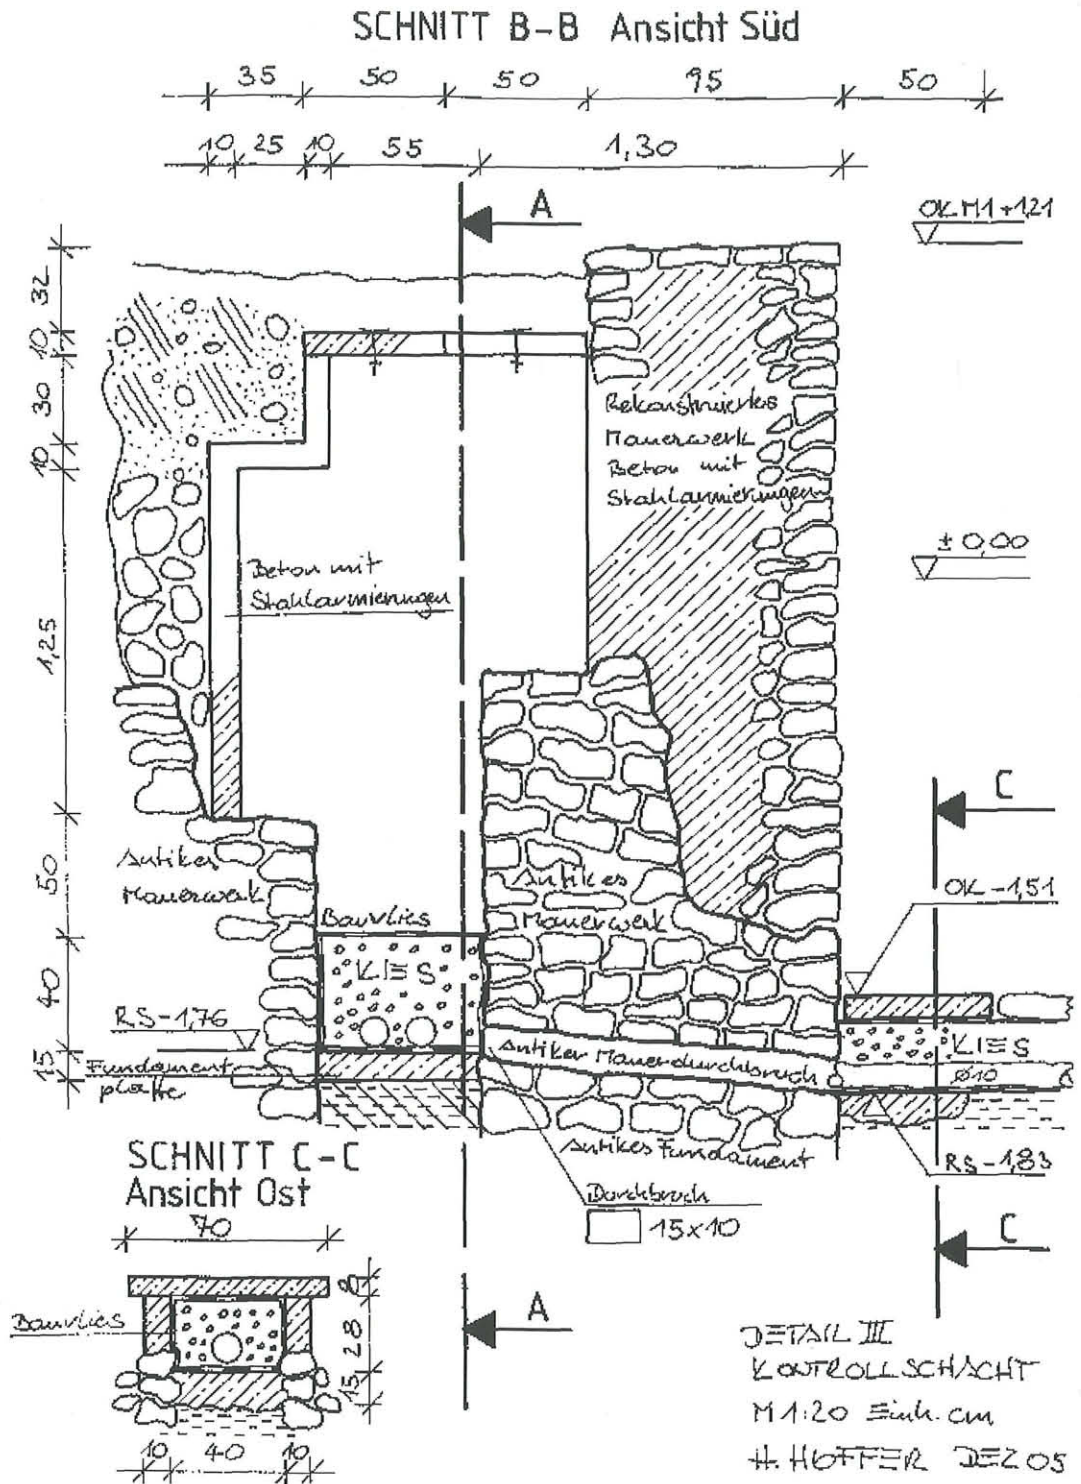 SCHNITT B-B Ansicht Süd
35 50 50 95 50
10 25 10 55 1,30
A
OK M1 +1,21
32
10
30
10
1,25
50
40
15
Rekonstruiertes
Mauerwerk
Beton mit
Stahlarmierungen
± 0,00
Beton mit
Stahlarmierungen
C
Antikes
Mauerwerk
Antikes
Mauerwerk
OK -1,51
Bauvlies
KIES
RS -1,76
Fundament
platte
Antiker Mauerdurchbruch
KIES
Ø10
Antikes Fundament
RS -1,83
Durchbruch
15x10
C
A
SCHNITT C-C
Ansicht Ost
70
Bauvlies
8
28
15
10 40 10
DETAIL III
KONTROLLSCHACHT
M 1:20 Einh. cm
H. HOFFER DEZ 05